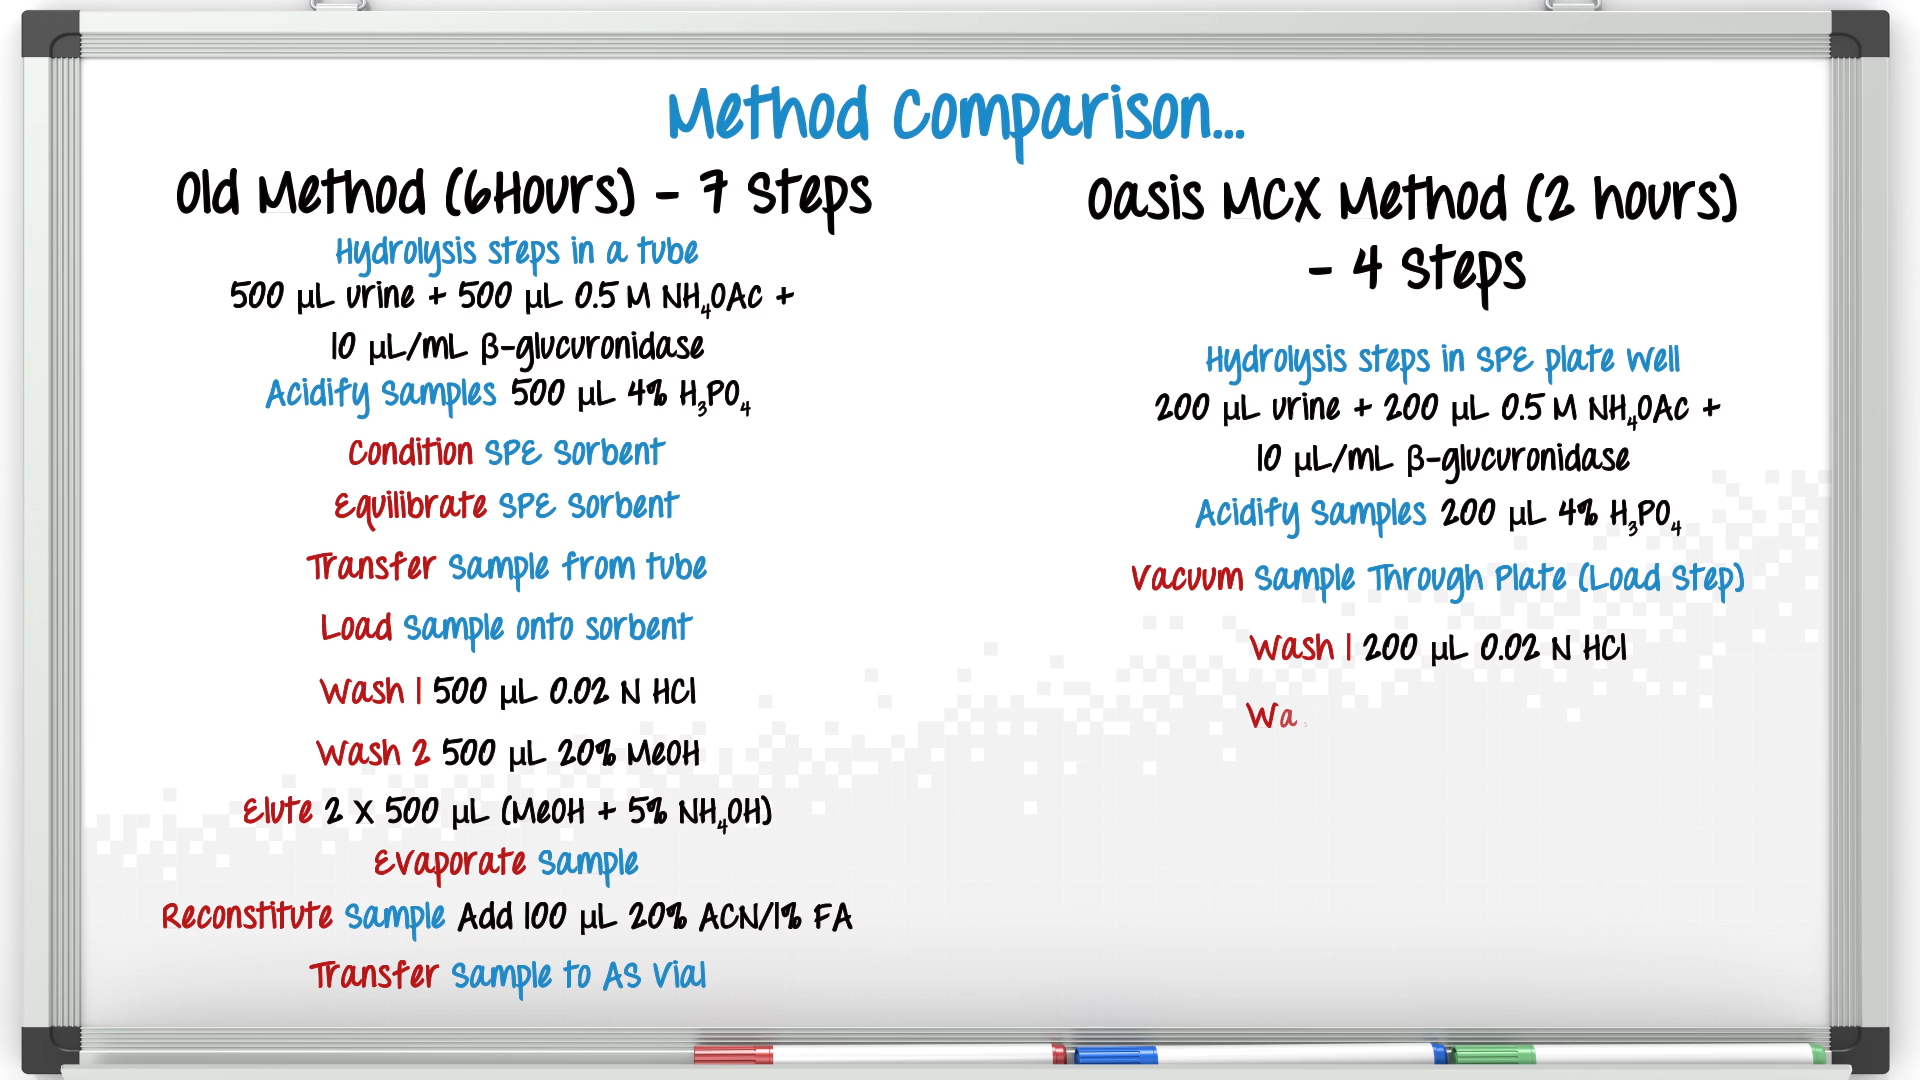 Method Comparison...
Old Method (6Hours) - 7 Steps
Hydrolysis steps in a tube
500 µL urine + 500 µL 0.5 M NH₄OAc +
10 µL/mL β-glucuronidase
Acidify Samples 500 µL 4% H₃PO₄
Condition SPE Sorbent
Equilibrate SPE Sorbent
Transfer Sample from tube
Load Sample onto sorbent
Wash 1 500 µL 0.02 N HCl
Wash 2 500 µL 20% MeOH
Elute 2 X 500 µL (MeOH + 5% NH₄OH)
Evaporate Sample
Reconstitute Sample Add 100 µL 20% ACN/1% FA
Transfer Sample to AS Vial
Oasis MCX Method (2 hours)
- 4 Steps
Hydrolysis steps in SPE plate well
200 µL urine + 200 µL 0.5 M NH₄OAc +
10 µL/mL β-glucuronidase
Acidify Samples 200 µL 4% H₃PO₄
Vacuum Sample Through Plate (Load Step)
Wash 1 200 µL 0.02 N HCl
Wa